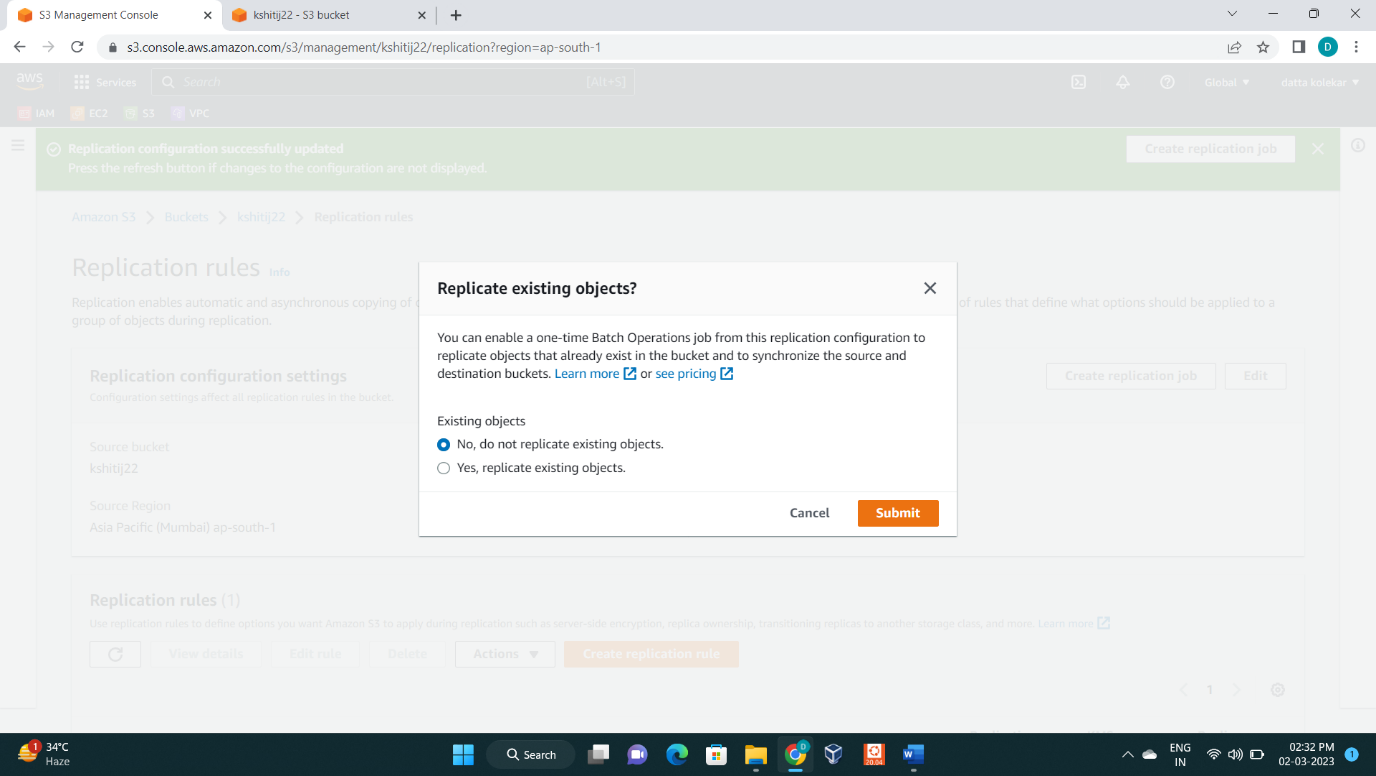 S3 Management Console
kshitij22 - S3 bucket
s3.console.aws.amazon.com/s3/management/kshitij22/replication?region=ap-south-1
D
aws
Services
Search
[Alt+S]
Global
datta kolekar
IAM
EC2
S3
VPC
Replication configuration successfully updated
Press the refresh button if changes to the configuration are not displayed.
Create replication job
Amazon S3
Buckets
kshitij22
Replication rules
Replication rules Info
Replication enables automatic and asynchronous copying of
of rules that define what options should be applied to a
group of objects during replication.
Replicate existing objects?
You can enable a one-time Batch Operations job from this replication configuration to
replicate objects that already exist in the bucket and to synchronize the source and
destination buckets. Learn more or see pricing
Existing objects
No, do not replicate existing objects.
Yes, replicate existing objects.
Cancel
Submit
Replication configuration settings
Configuration settings affect all replication rules in the bucket.
Create replication job
Edit
Source bucket
kshitij22
Source Region
Asia Pacific (Mumbai) ap-south-1
Replication rules (1)
Use replication rules to define options you want Amazon S3 to apply during replication such as server-side encryption, replica ownership, transitioning replicas to another storage class, and more. Learn more
View details
Edit rule
Delete
Actions
Create replication rule
1
1
34°C
Haze
Search
D
20.04
ENG
IN
02:32 PM
02-03-2023
1